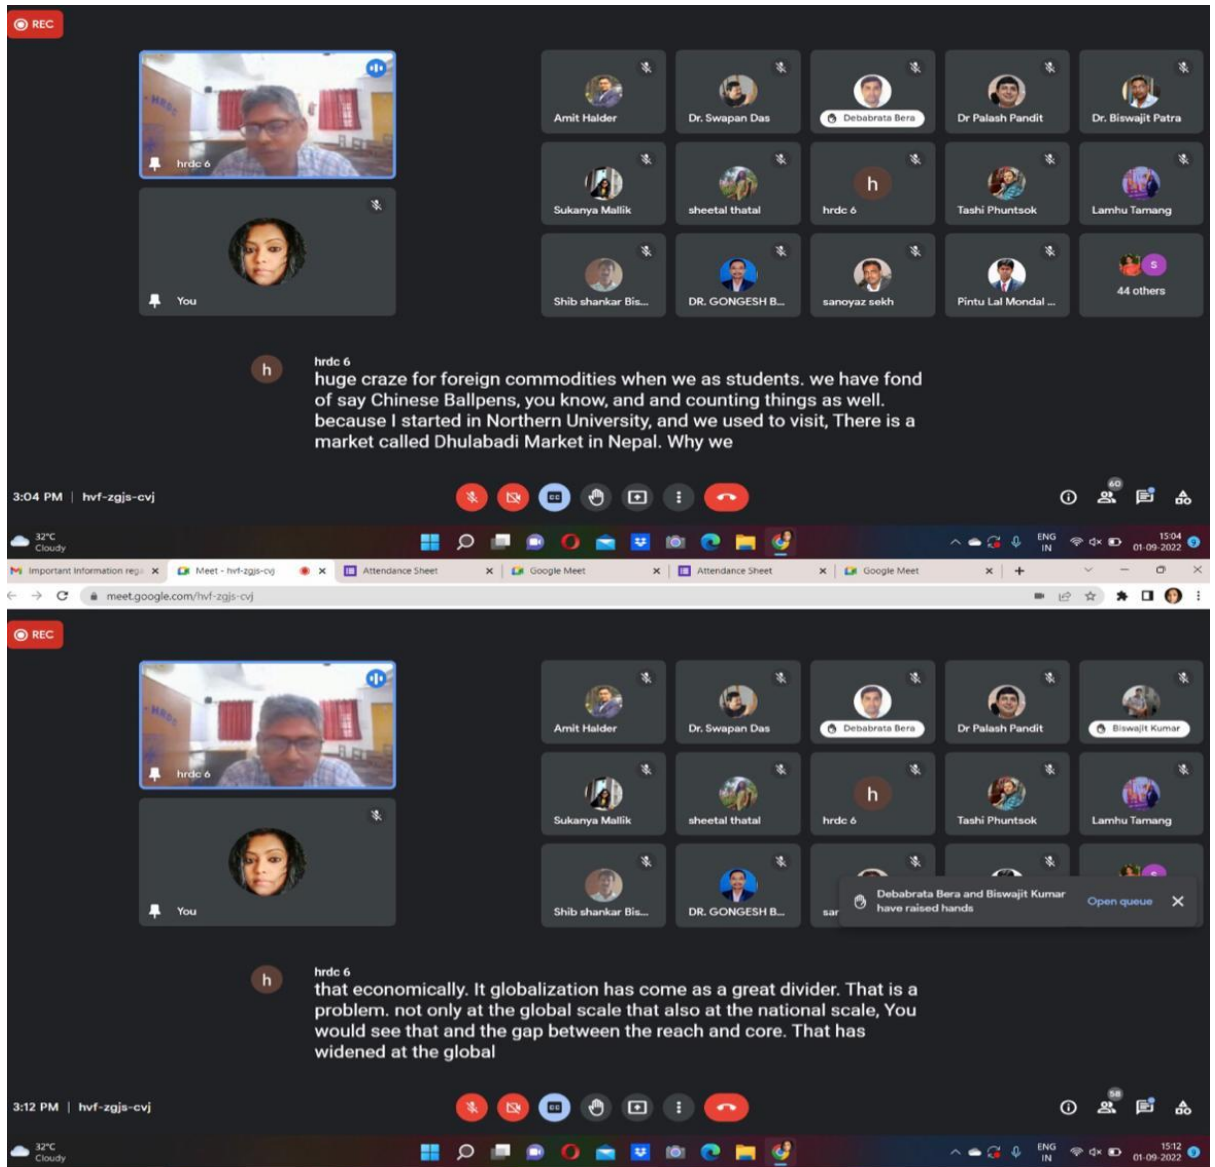 REC
HRDC
hrdc 6
You
Amit Halder
Dr. Swapan Das
Debabrata Bera
Dr Palash Pandit
Dr. Biswajit Patra
Sukanya Mallik
sheetal thatal
h
hrdc 6
Tashi Phuntsok
Lamhu Tamang
Shib shankar Bis...
DR. GONGESH B...
sanoyaz sekh
Pintu Lal Mondal ...
S
44 others
h
hrdc 6
huge craze for foreign commodities when we as students. we have fond
of say Chinese Ballpens, you know, and and counting things as well.
because I started in Northern University, and we used to visit, There is a
market called Dhulabadi Market in Nepal. Why we
3:04 PM | hvf-zgjs-cvj
CC
60
32°C
Cloudy
ENG
IN
15:04
01-09-2022
9
Important Information rega
Meet - hvf-zgjs-cvj
Attendance Sheet
Google Meet
Attendance Sheet
Google Meet
meet.google.com/hvf-zgjs-cvj
REC
HRDC
hrdc 6
You
Amit Halder
Dr. Swapan Das
Debabrata Bera
Dr Palash Pandit
Biswajit Kumar
Sukanya Mallik
sheetal thatal
h
hrdc 6
Tashi Phuntsok
Lamhu Tamang
Shib shankar Bis...
DR. GONGESH B...
sar
Debabrata Bera and Biswajit Kumar
have raised hands
Open queue
h
hrdc 6
that economically. It globalization has come as a great divider. That is a
problem. not only at the global scale that also at the national scale, You
would see that and the gap between the reach and core. That has
widened at the global
3:12 PM | hvf-zgjs-cvj
CC
58
32°C
Cloudy
ENG
IN
15:12
01-09-2022